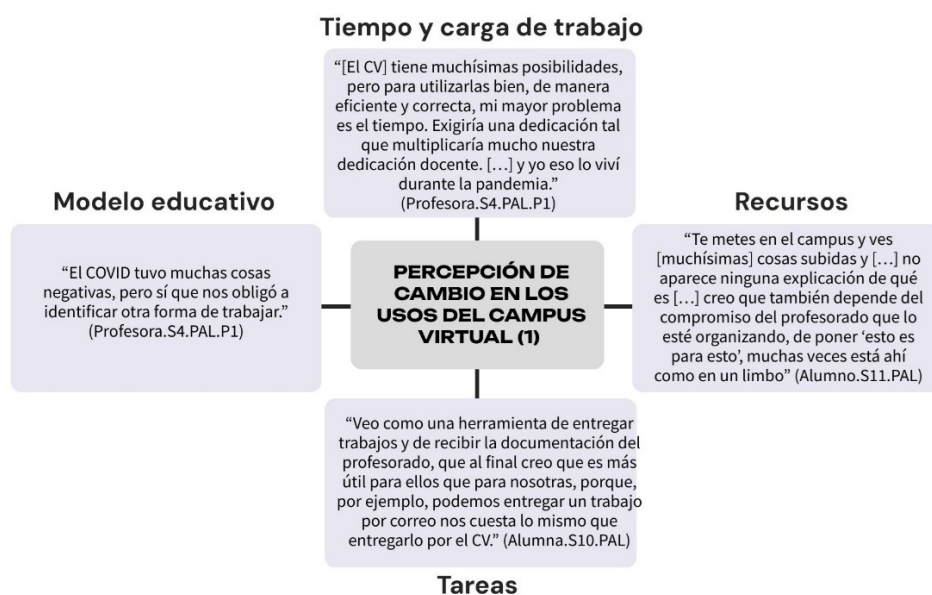 Tiempo y carga de trabajo
“[El CV] tiene muchísimas posibilidades,
pero para utilizarlas bien, de manera
eficiente y correcta, mi mayor problema
es el tiempo. Exigiría una dedicación tal
que multiplicaría mucho nuestra
dedicación docente. […] y yo eso lo viví
durante la pandemia.”
(Profesora.S4.PAL.P1)
Modelo educativo
“El COVID tuvo muchas cosas
negativas, pero sí que nos obligó a
identificar otra forma de trabajar.”
(Profesora.S4.PAL.P1)
PERCEPCIÓN DE
CAMBIO EN LOS
USOS DEL CAMPUS
VIRTUAL (1)
Recursos
“Te metes en el campus y ves
[muchísimas] cosas subidas y […] no
aparece ninguna explicación de qué
es […] creo que también depende del
compromiso del profesorado que lo
esté organizando, de poner ‘esto es
para esto’, muchas veces está ahí
como en un limbo” (Alumno.S11.PAL)
“Veo como una herramienta de entregar
trabajos y de recibir la documentación del
profesorado, que al final creo que es más
útil para ellos que para nosotras, porque,
por ejemplo, podemos entregar un trabajo
por correo nos cuesta lo mismo que
entregarlo por el CV.” (Alumna.S10.PAL)
Tareas